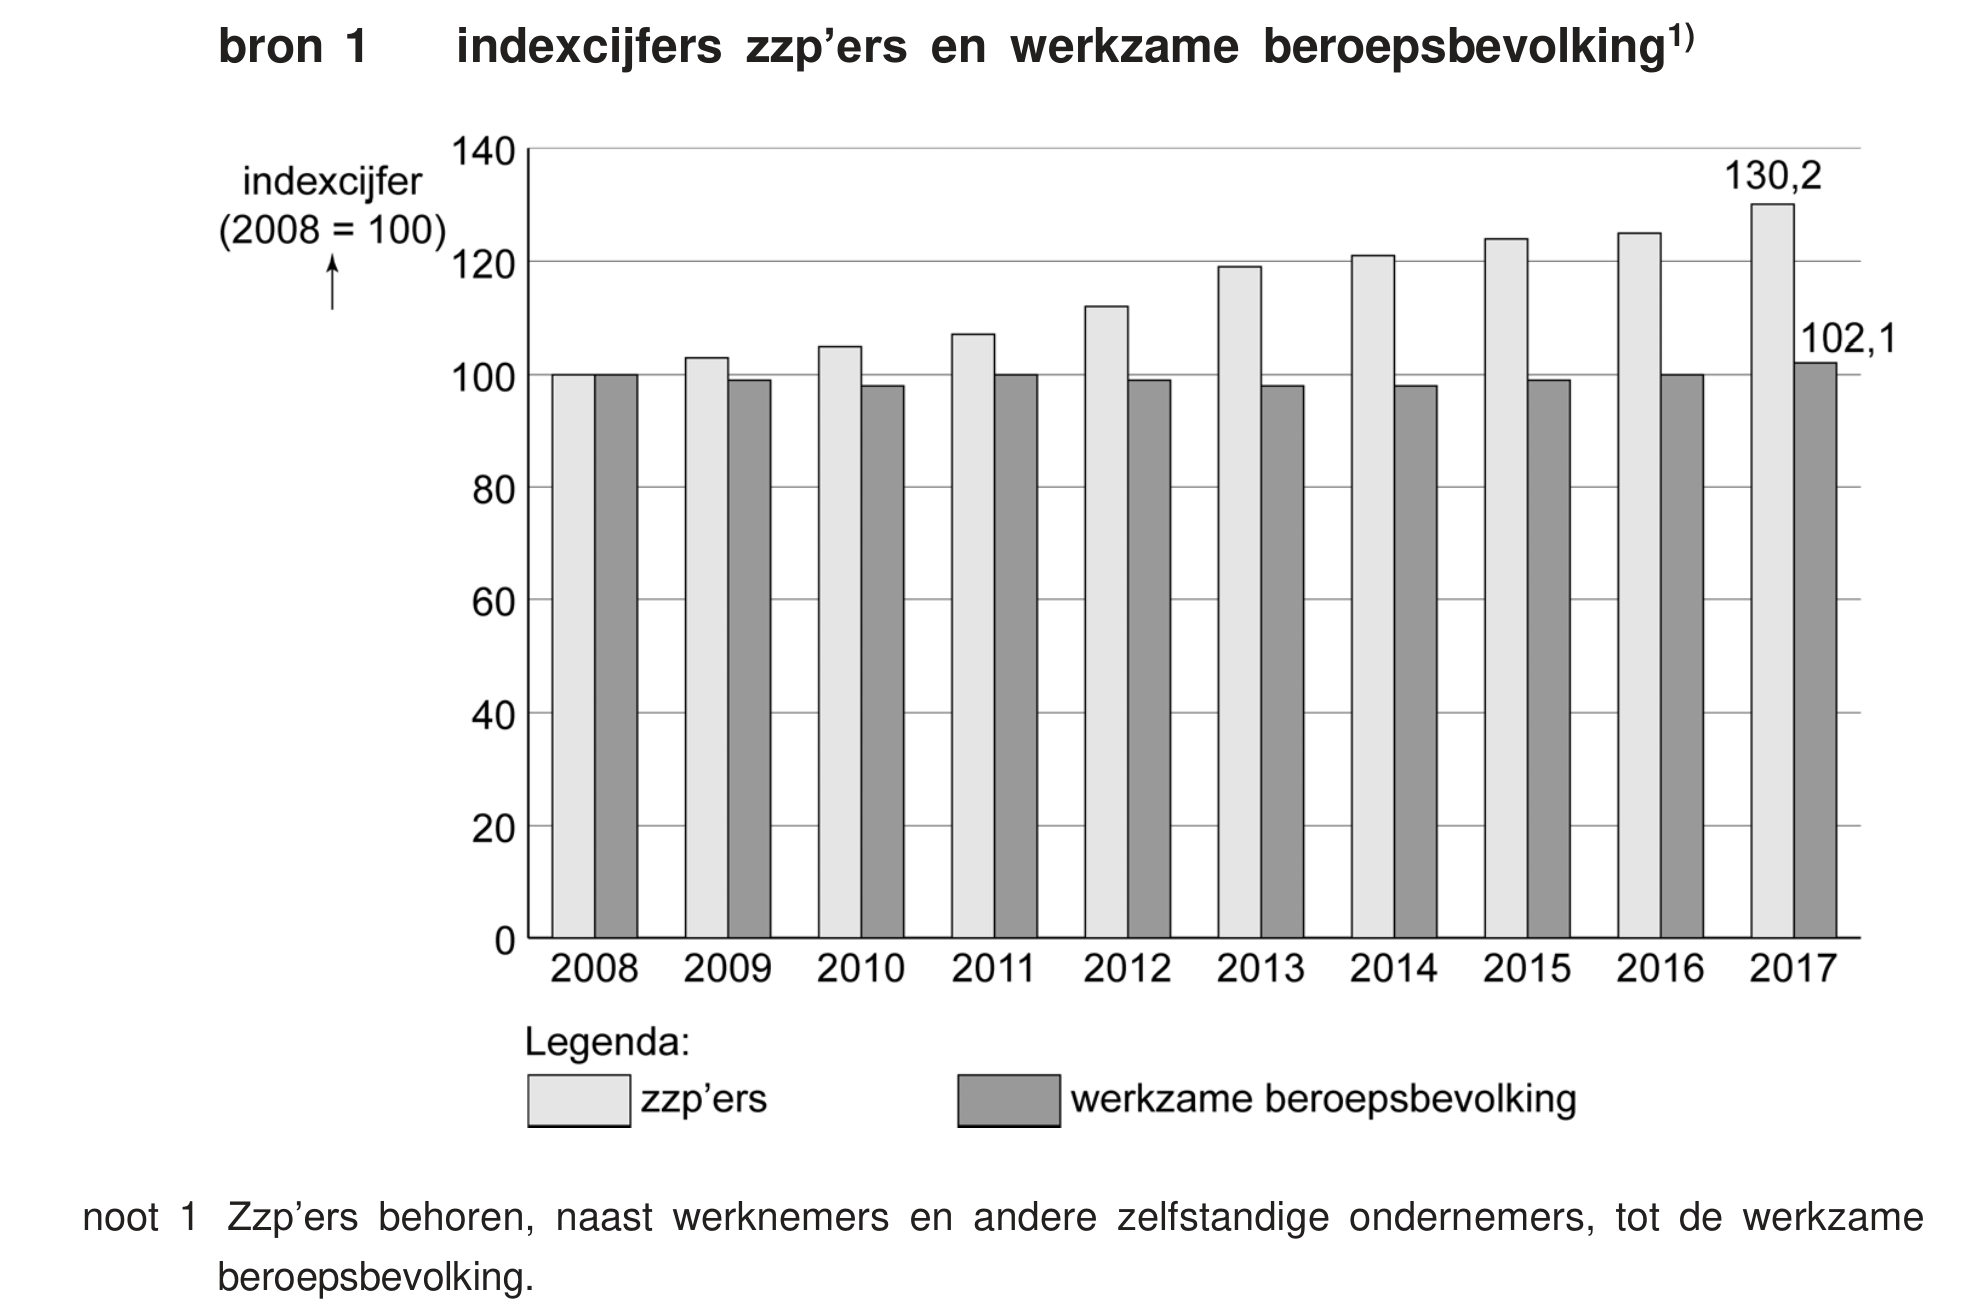 bron 1 indexcijfers zzp’ers en werkzame beroepsbevolking1)
indexcijfer
(2008 = 100)
140
120
100
80
60
40
20
0
130,2
102,1
2008 2009 2010 2011 2012 2013 2014 2015 2016 2017
Legenda:
zzp’ers werkzame beroepsbevolking
noot 1 Zzp’ers behoren, naast werknemers en andere zelfstandige ondernemers, tot de werkzame
beroepsbevolking.